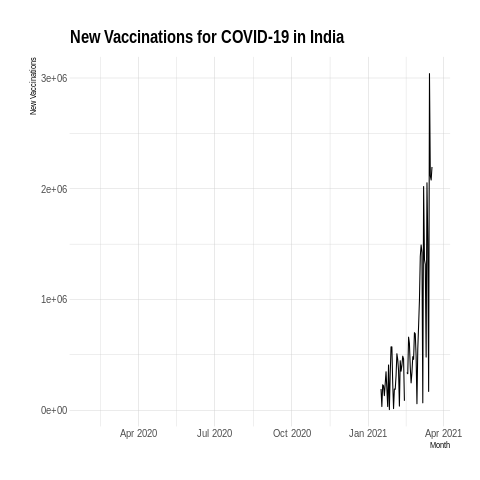 New Vaccinations for COVID-19 in India
New Vaccinations
3e+06
2e+06
1e+06
0e+00
Apr 2020 Jul 2020 Oct 2020 Jan 2021 Apr 2021
Month